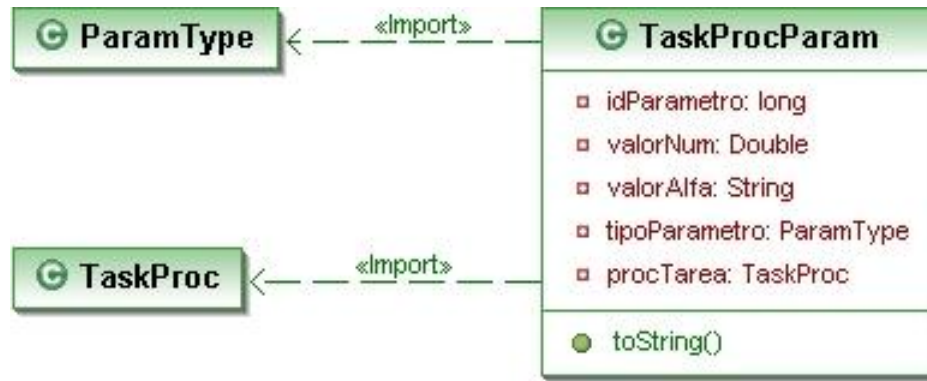 ParamType
«Import»
TaskProcParam
idParametro: long
valorNum: Double
valorAlfa: String
tipoParametro: ParamType
procTarea: TaskProc
TaskProc
«Import»
toString()